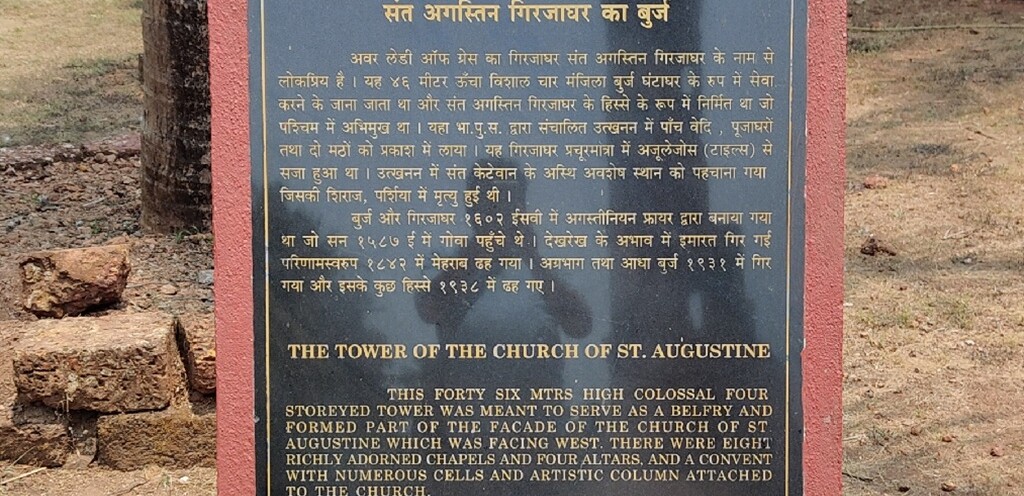 संत अगस्तिन गिरजाघर का बुर्ज
अवर लेडी ऑफ ग्रेस का गिरजाघर संत अगस्तिन गिरजाघर के नाम से
लोकप्रिय है । यह ४६ मीटर ऊँचा विशाल चार मंजिला बुर्ज घंटाघर के रुप में सेवा
करने के जाना जाता था और संत अगस्तिन गिरजाघर के हिस्से के रूप में निर्मित था जो
पश्चिम में अभिमुख था । यहा भा.पु.स. द्वारा संचालित उत्खनन में पाँच वेदि , पूजाघरों
तथा दो मठों को प्रकाश में लाया । यह गिरजाघर प्रचूरमांत्रा में अजूलेजोस (टाइल्स) से
सजा हुआ था । उत्खनन में संत केटेवान के अस्थि अवशेष स्थान को पहचाना गया
जिसकी शिराज, पर्शिया में मृत्यु हुई थी ।
बुर्ज और गिरजाघर १६०२ ईसवी में अगस्तीनियन फ्रायर द्वारा बनाया गया
था जो सन १५८७ ई में गोवा पहुँचे थे । देखरेख के अभाव में इमारत गिर गई
परिणामस्वरुप १८४२ में मेहराब ढह गया । अग्रभाग तथा आधा बुर्ज १९३१ में गिर
गया और इसके कुछ हिस्से १९३८ में ढह गए ।
THE TOWER OF THE CHURCH OF ST. AUGUSTINE
THIS FORTY SIX MTRS HIGH COLOSSAL FOUR
STOREYED TOWER WAS MEANT TO SERVE AS A BELFRY AND
FORMED PART OF THE FACADE OF THE CHURCH OF ST.
AUGUSTINE WHICH WAS FACING WEST. THERE WERE EIGHT
RICHLY ADORNED CHAPELS AND FOUR ALTARS, AND A CONVENT
WITH NUMEROUS CELLS AND ARTISTIC COLUMN ATTACHED
TO THE CHURCH.